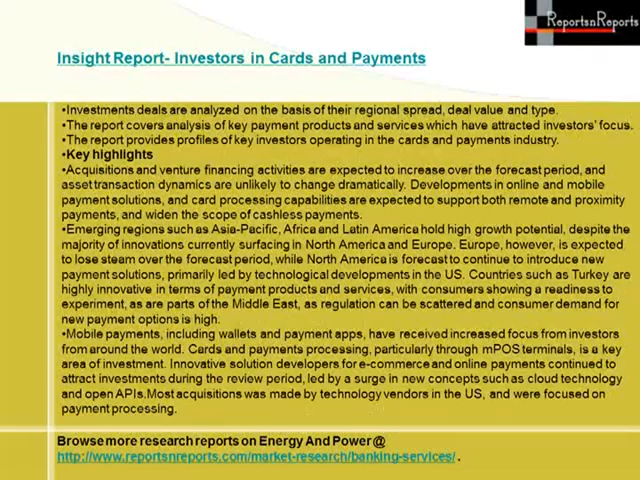 ReportsnReports
Insight Report- Investors in Cards and Payments
•Investments deals are analyzed on the basis of their regional spread, deal value and type.
•The report covers analysis of key payment products and services which have attracted investors' focus.
•The report provides profiles of key investors operating in the cards and payments industry.
•Key highlights
•Acquisitions and venture financing activities are expected to increase over the forecast period, and
asset transaction dynamics are unlikely to change dramatically. Developments in online and mobile
payment solutions, and card processing capabilities are expected to support both remote and proximity
payments, and widen the scope of cashless payments.
•Emerging regions such as Asia-Pacific, Africa and Latin America hold high growth potential, despite the
majority of innovations currently surfacing in North America and Europe. Europe, however, is expected
to lose steam over the forecast period, while North America is forecast to continue to introduce new
payment solutions, primarily led by technological developments in the US. Countries such as Turkey are
highly innovative in terms of payment products and services, with consumers showing a readiness to
experiment, as are parts of the Middle East, as regulation can be scattered and consumer demand for
new payment options is high.
•Mobile payments, including wallets and payment apps, have received increased focus from investors
from around the world. Cards and payments processing, particularly through mPOS terminals, is a key
area of investment. Innovative solution developers for e-commerce and online payments continued to
attract investments during the review period, led by a surge in new concepts such as cloud technology
and open APIs.Most acquisitions was made by technology vendors in the US, and were focused on
payment processing.
Browse more research reports on Energy And Power @
http://www.reportsnreports.com/market-research/banking-services/ .